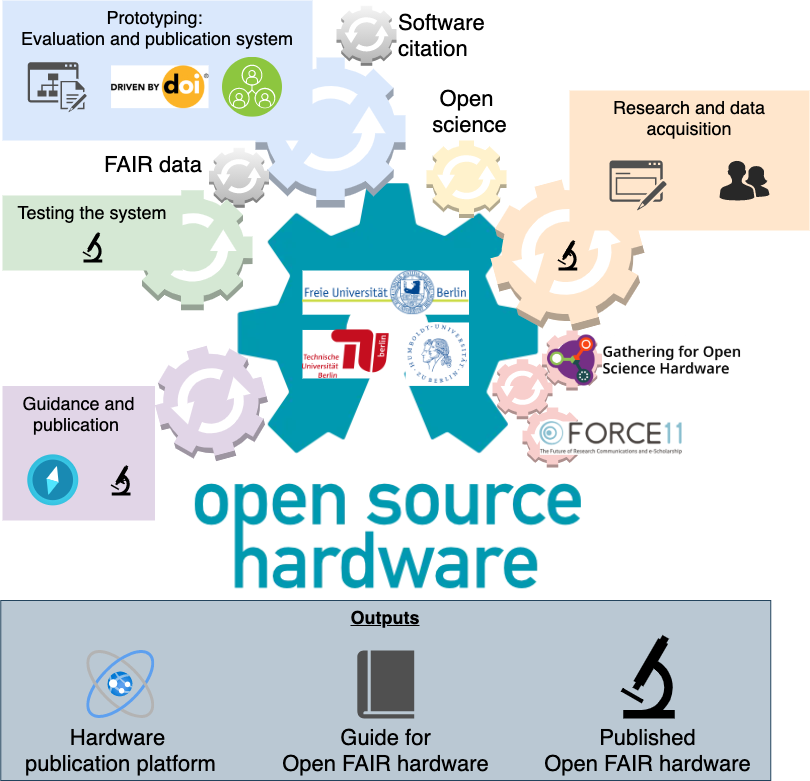 Prototyping:
Evaluation and publication system
DRIVEN BY doi®
Software
citation
Open
science
Research and data
acquisition
FAIR data
Testing the system
Freie Universität Berlin
Technische
Universität
Berlin
TU berlin
HUMBOLDT-UNIVERSITÄT
ZU BERLIN
Gathering for Open
Science Hardware
Guidance and
publication
FORCE11
The Future of Research Communications and e-Scholarship
open source
hardware
Outputs
Hardware
publication platform
Guide for
Open FAIR hardware
Published
Open FAIR hardware